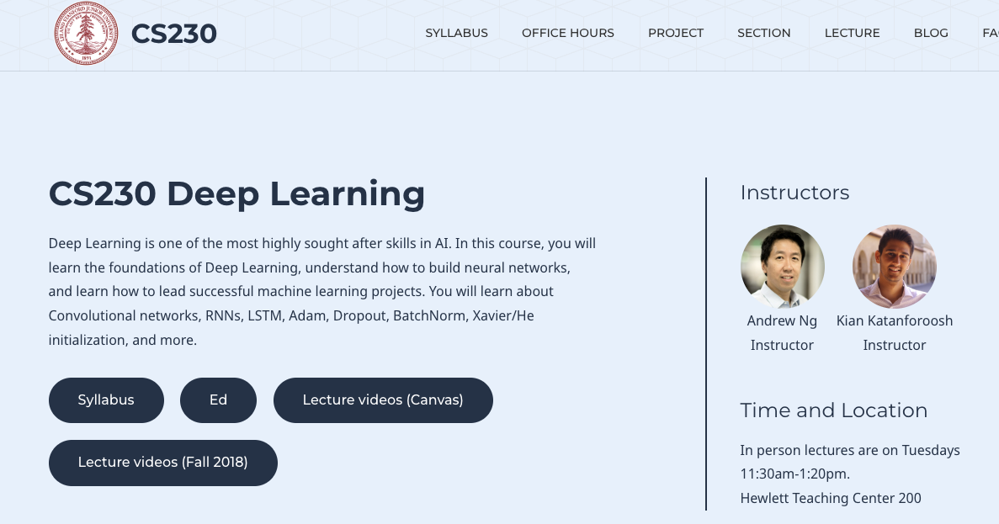 CS230
SYLLABUS
OFFICE HOURS
PROJECT
SECTION
LECTURE
BLOG
CS230 Deep Learning
Deep Learning is one of the most highly sought after skills in AI. In this course, you will
learn the foundations of Deep Learning, understand how to build neural networks,
and learn how to lead successful machine learning projects. You will learn about
Convolutional networks, RNNs, LSTM, Adam, Dropout, BatchNorm, Xavier/He
initialization, and more.
Syllabus
Ed
Lecture videos (Canvas)
Lecture videos (Fall 2018)
Instructors
Andrew Ng
Instructor
Kian Katanforoosh
Instructor
Time and Location
In person lectures are on Tuesdays
11:30am-1:20pm.
Hewlett Teaching Center 200